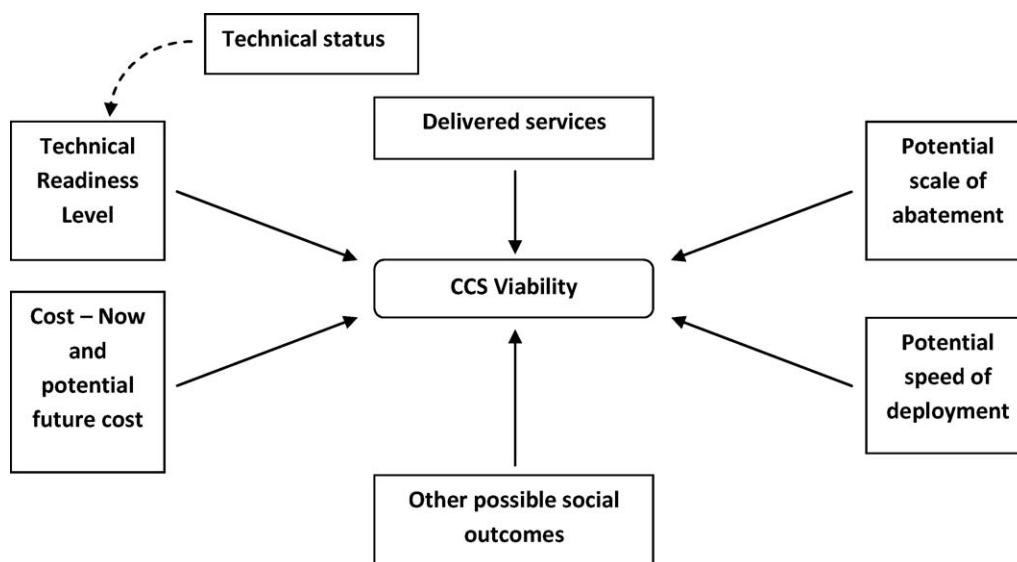 Technical status
Technical
Readiness
Level
Delivered services
Potential
scale of
abatement
CCS Viability
Cost – Now
and
potential
future cost
Potential
speed of
deployment
Other possible social
outcomes